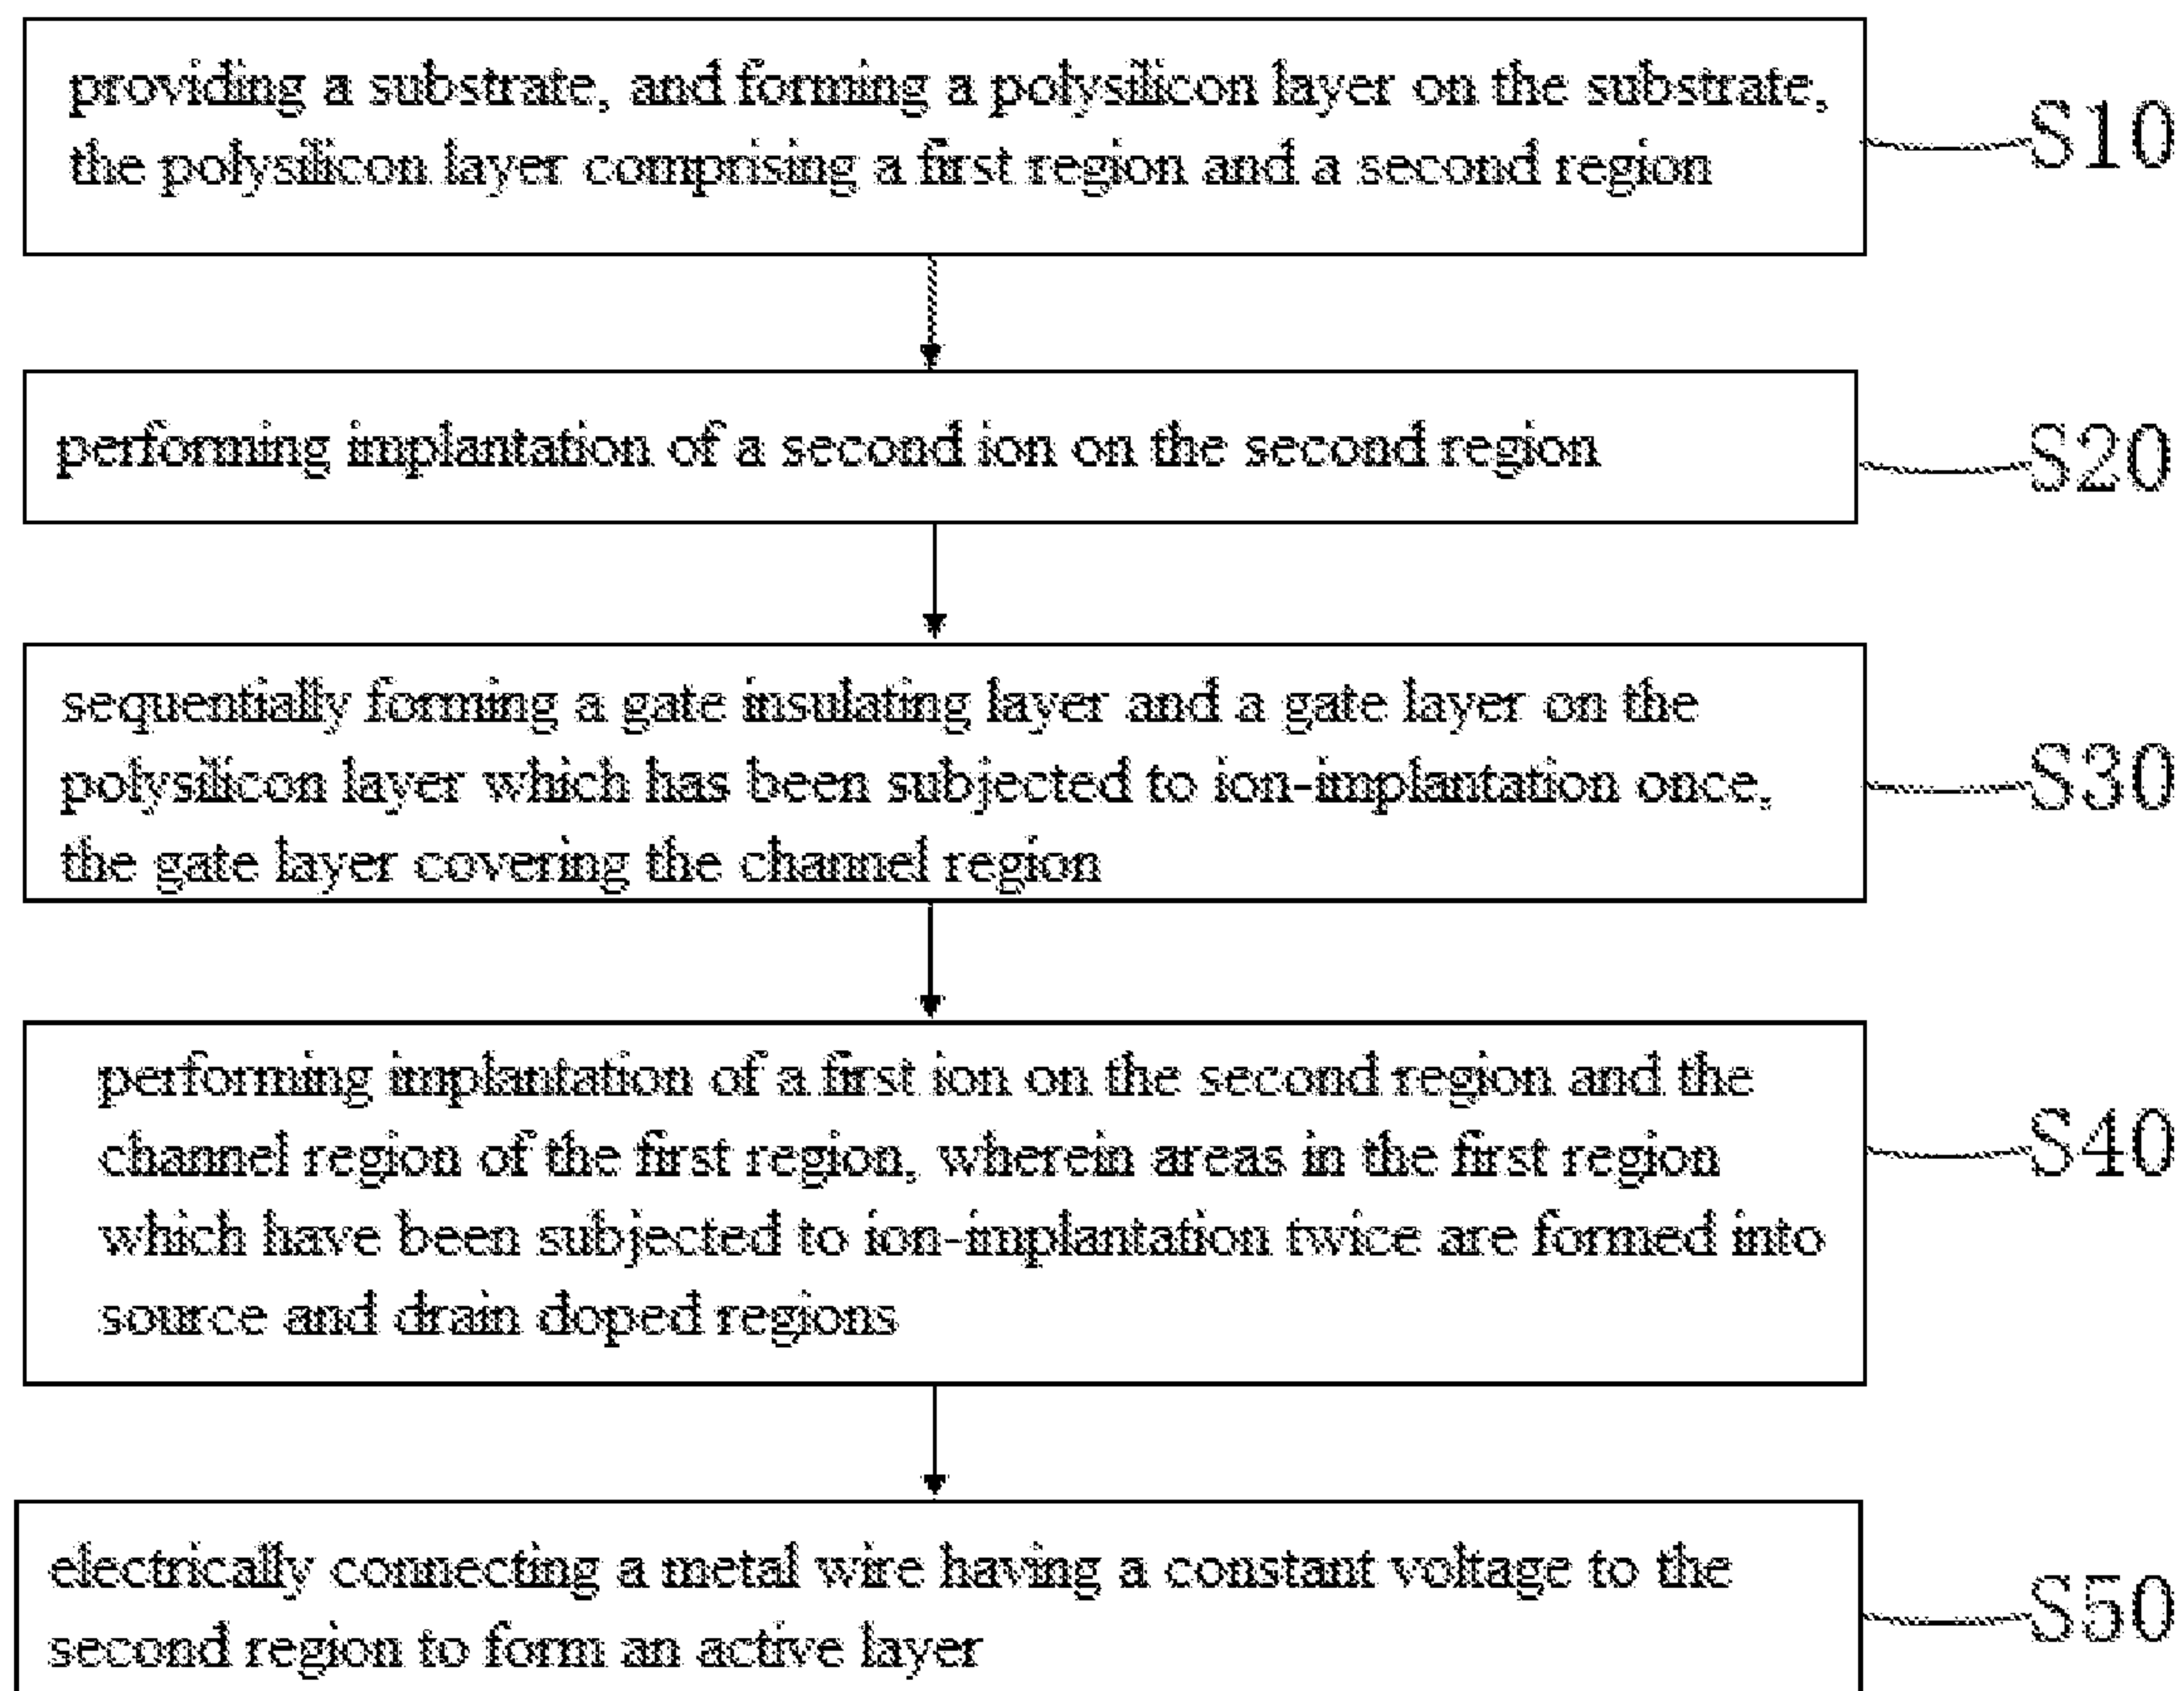 providing a substrate, and forming a polysilicon layer on the substrate,
the polysilicon layer comprising a first region and a second region
S10
performing implantation of a second ion on the second region
S20
sequentially forming a gate insulating layer and a gate layer on the
polysilicon layer which has been subjected to ion-implantation once,
the gate layer covering the channel region
S30
performing implantation of a first ion on the second region and the
channel region of the first region, wherein areas in the first region
which have been subjected to ion-implantation twice are formed into
source and drain doped regions
S40
electrically connecting a metal wire having a constant voltage to the
second region to form an active layer
S50